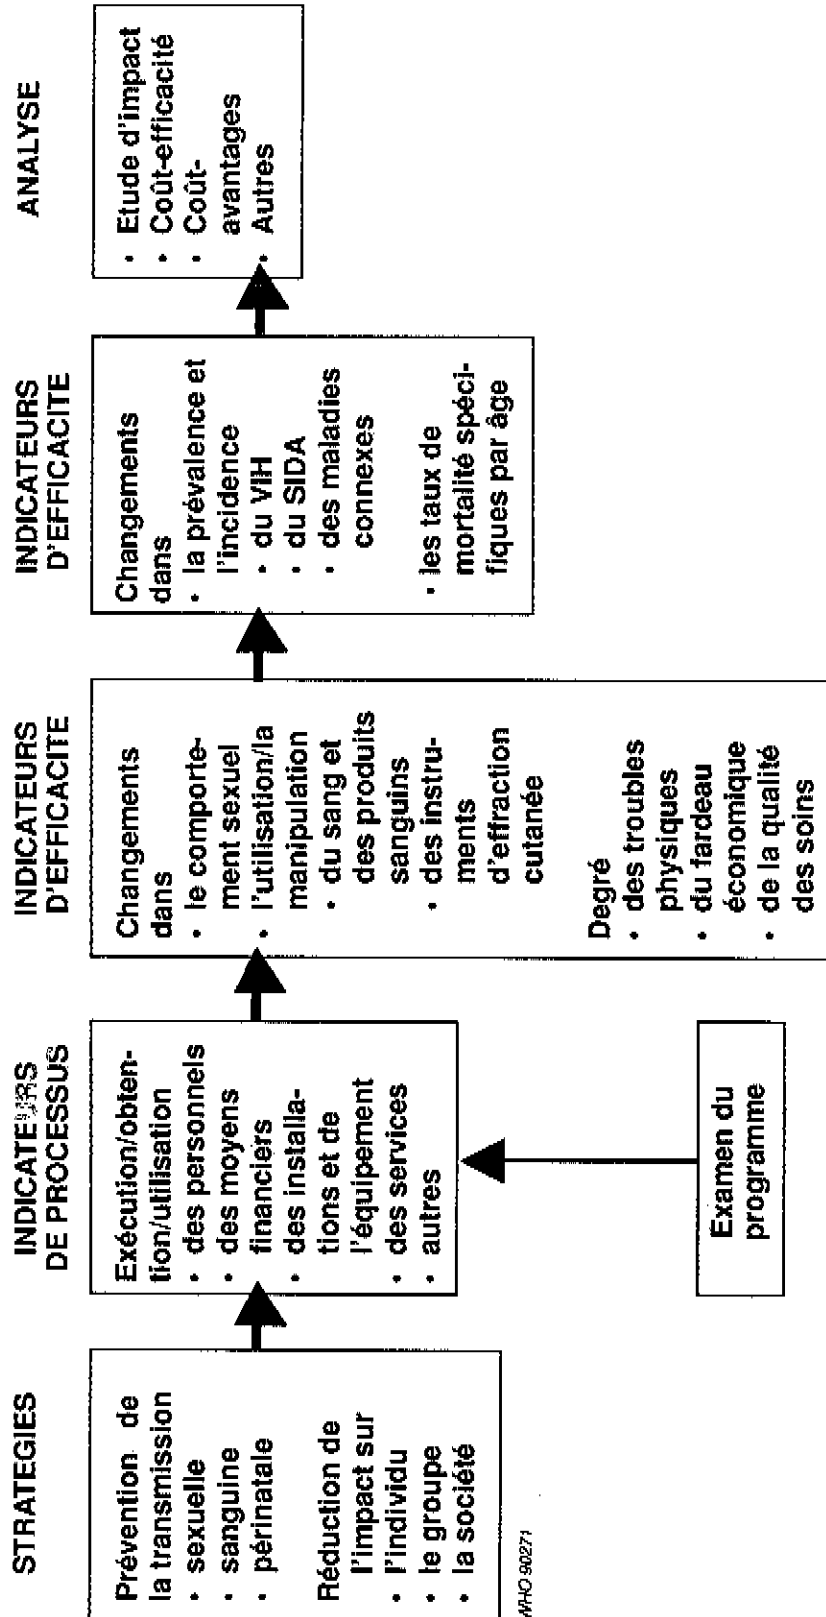 STRATEGIES
Prévention de
la transmission
• sexuelle
• sanguine
• périnatale
Réduction de
l'impact sur
• l'individu
• le groupe
• la société
INDICATEURS
DE PROCESSUS
Exécution/obten-
tion/utilisation
• des personnels
• des moyens
financiers
• des installa-
tions et de
l'équipement
• des services
• autres
Examen du
programme
INDICATEURS
D'EFFICACITE
Changements
dans
• le comporte-
ment sexuel
• l'utilisation/la
manipulation
• du sang et
des produits
sanguins
• des instru-
ments
d'effraction
cutanée
Degré
• des troubles
physiques
• du fardeau
économique
• de la qualité
des soins
INDICATEURS
D'EFFICACITE
Changements
dans
• la prévalence et
l'incidence
• du VIH
• du SIDA
• des maladies
connexes
• les taux de
mortalité spéci-
fiques par âge
ANALYSE
• Etude d'impact
• Coût-efficacité
• Coût-
avantages
• Autres
WHO 90271